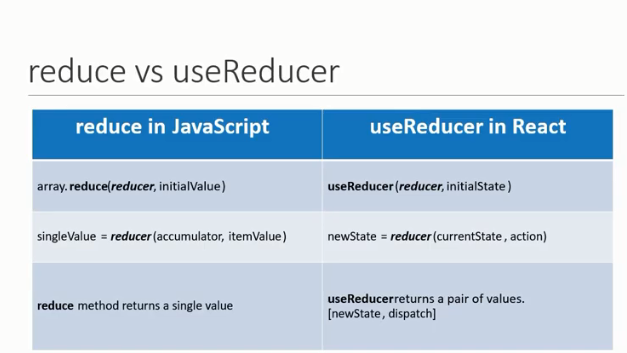 reduce vs useReducer
reduce in JavaScript
useReducer in React
array.reduce(reducer, initialValue)
useReducer(reducer, initialState)
singleValue = reducer(accumulator, itemValue)
newState = reducer(currentState, action)
reduce method returns a single value
useReducer returns a pair of values.
[newState, dispatch]